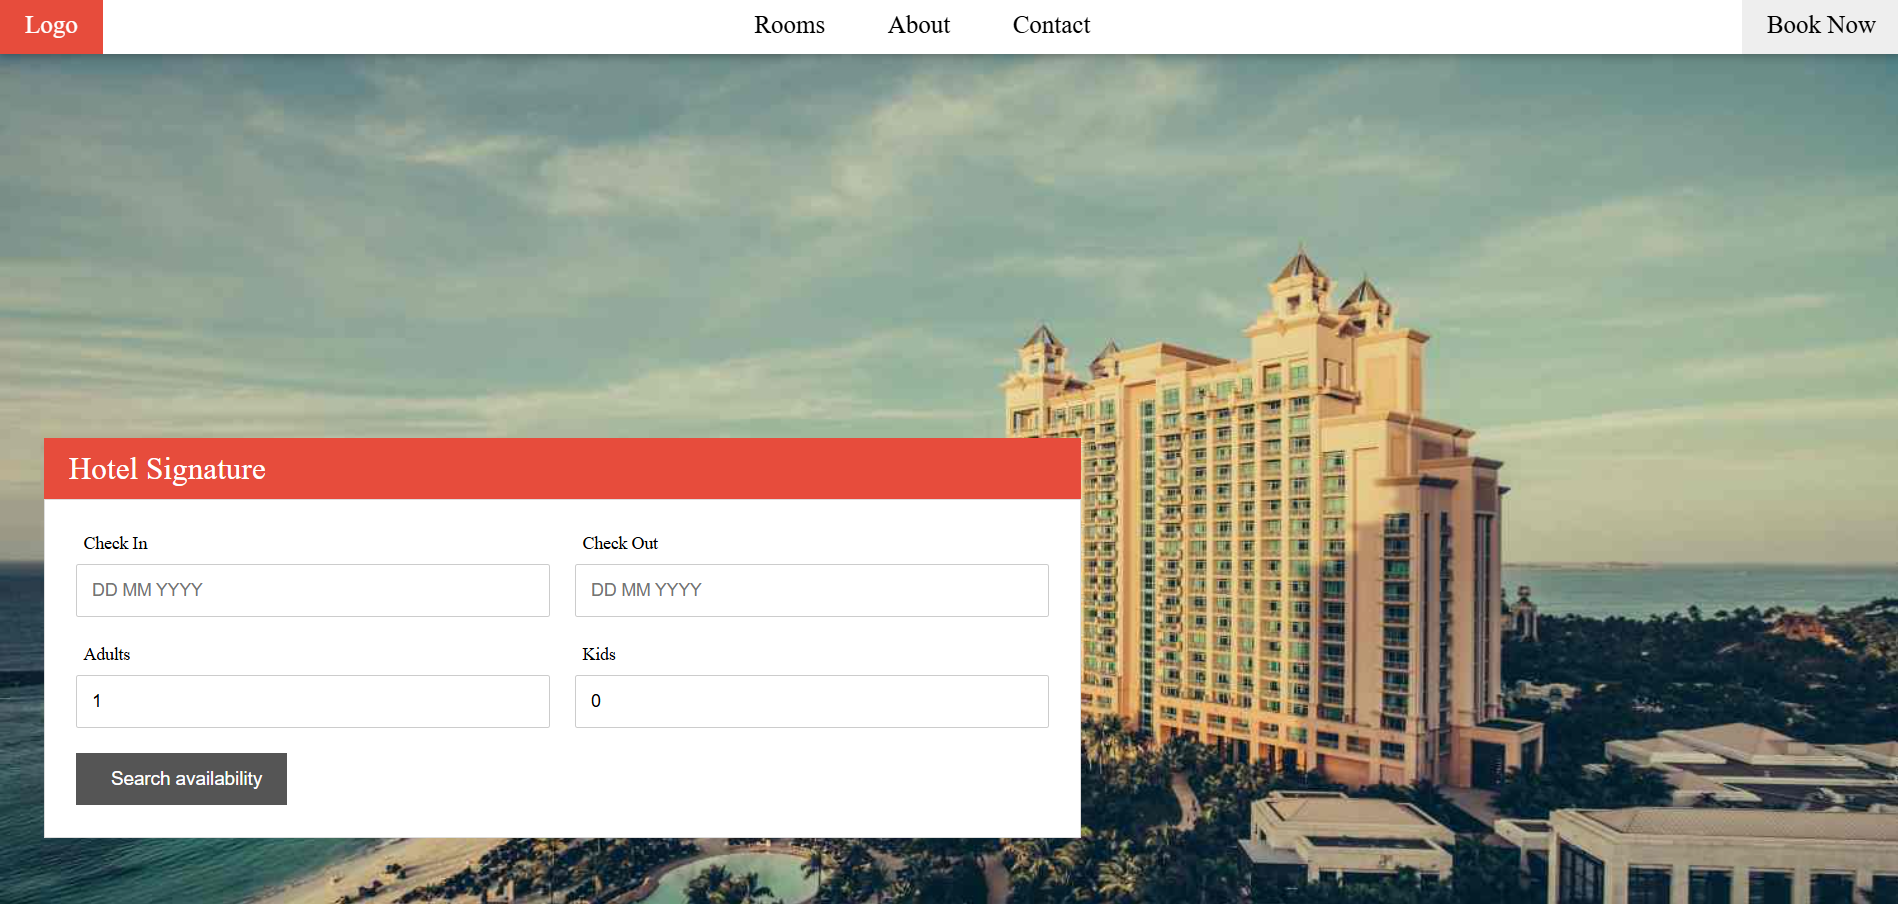 Logo Rooms About Contact Book Now
Hotel Signature
Check In Check Out
DD MM YYYY DD MM YYYY
Adults Kids
1 0
Search availability